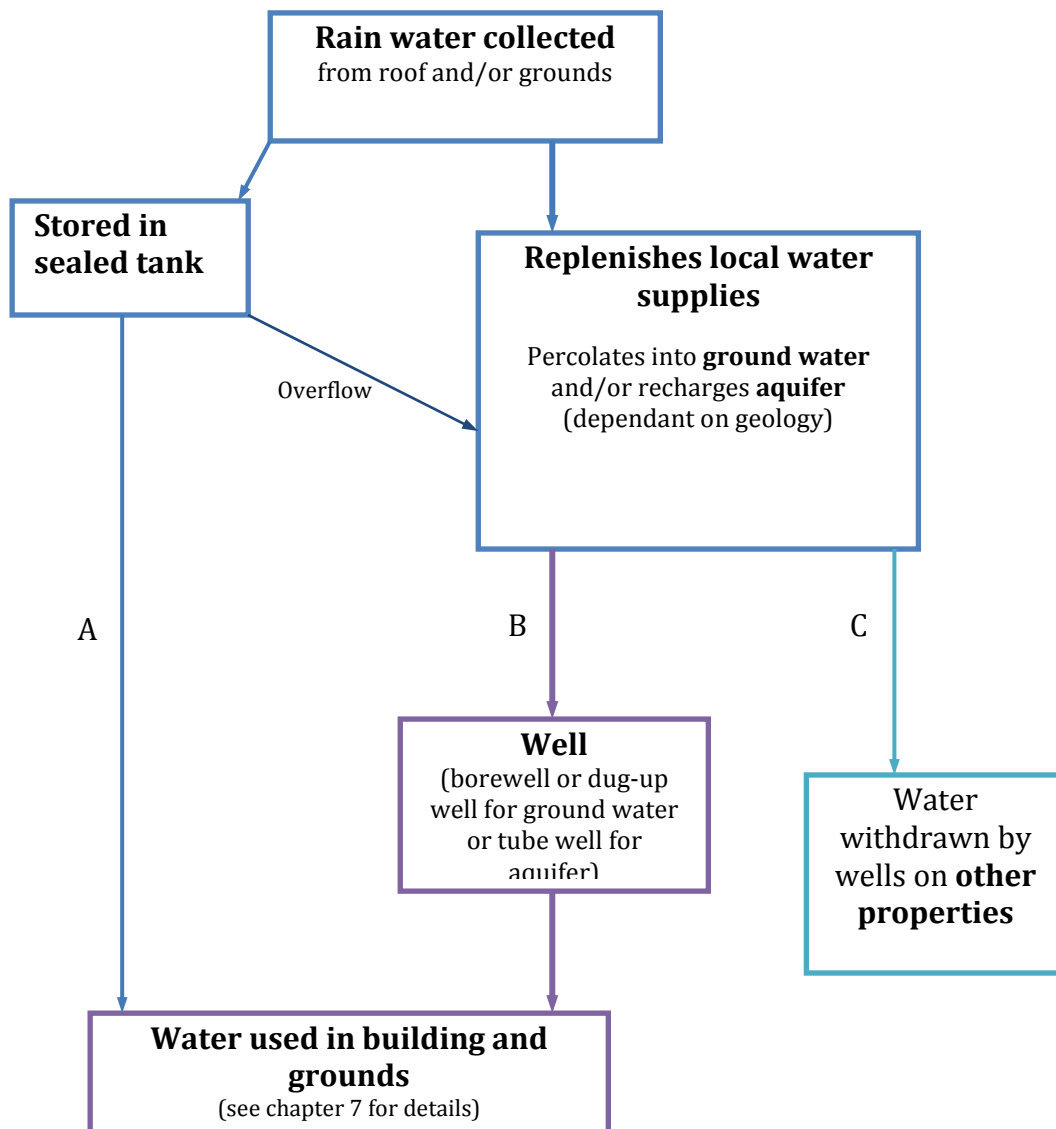 Rain water collected
from roof and/or grounds
Stored in
sealed tank
Replenishes local water
supplies
Percolates into ground water
and/or recharges aquifer
(dependant on geology)
Overflow
A
B
C
Well
(borewell or dug-up
well for ground water
or tube well for
aquifer)
Water
withdrawn by
wells on other
properties
Water used in building and
grounds
(see chapter 7 for details)